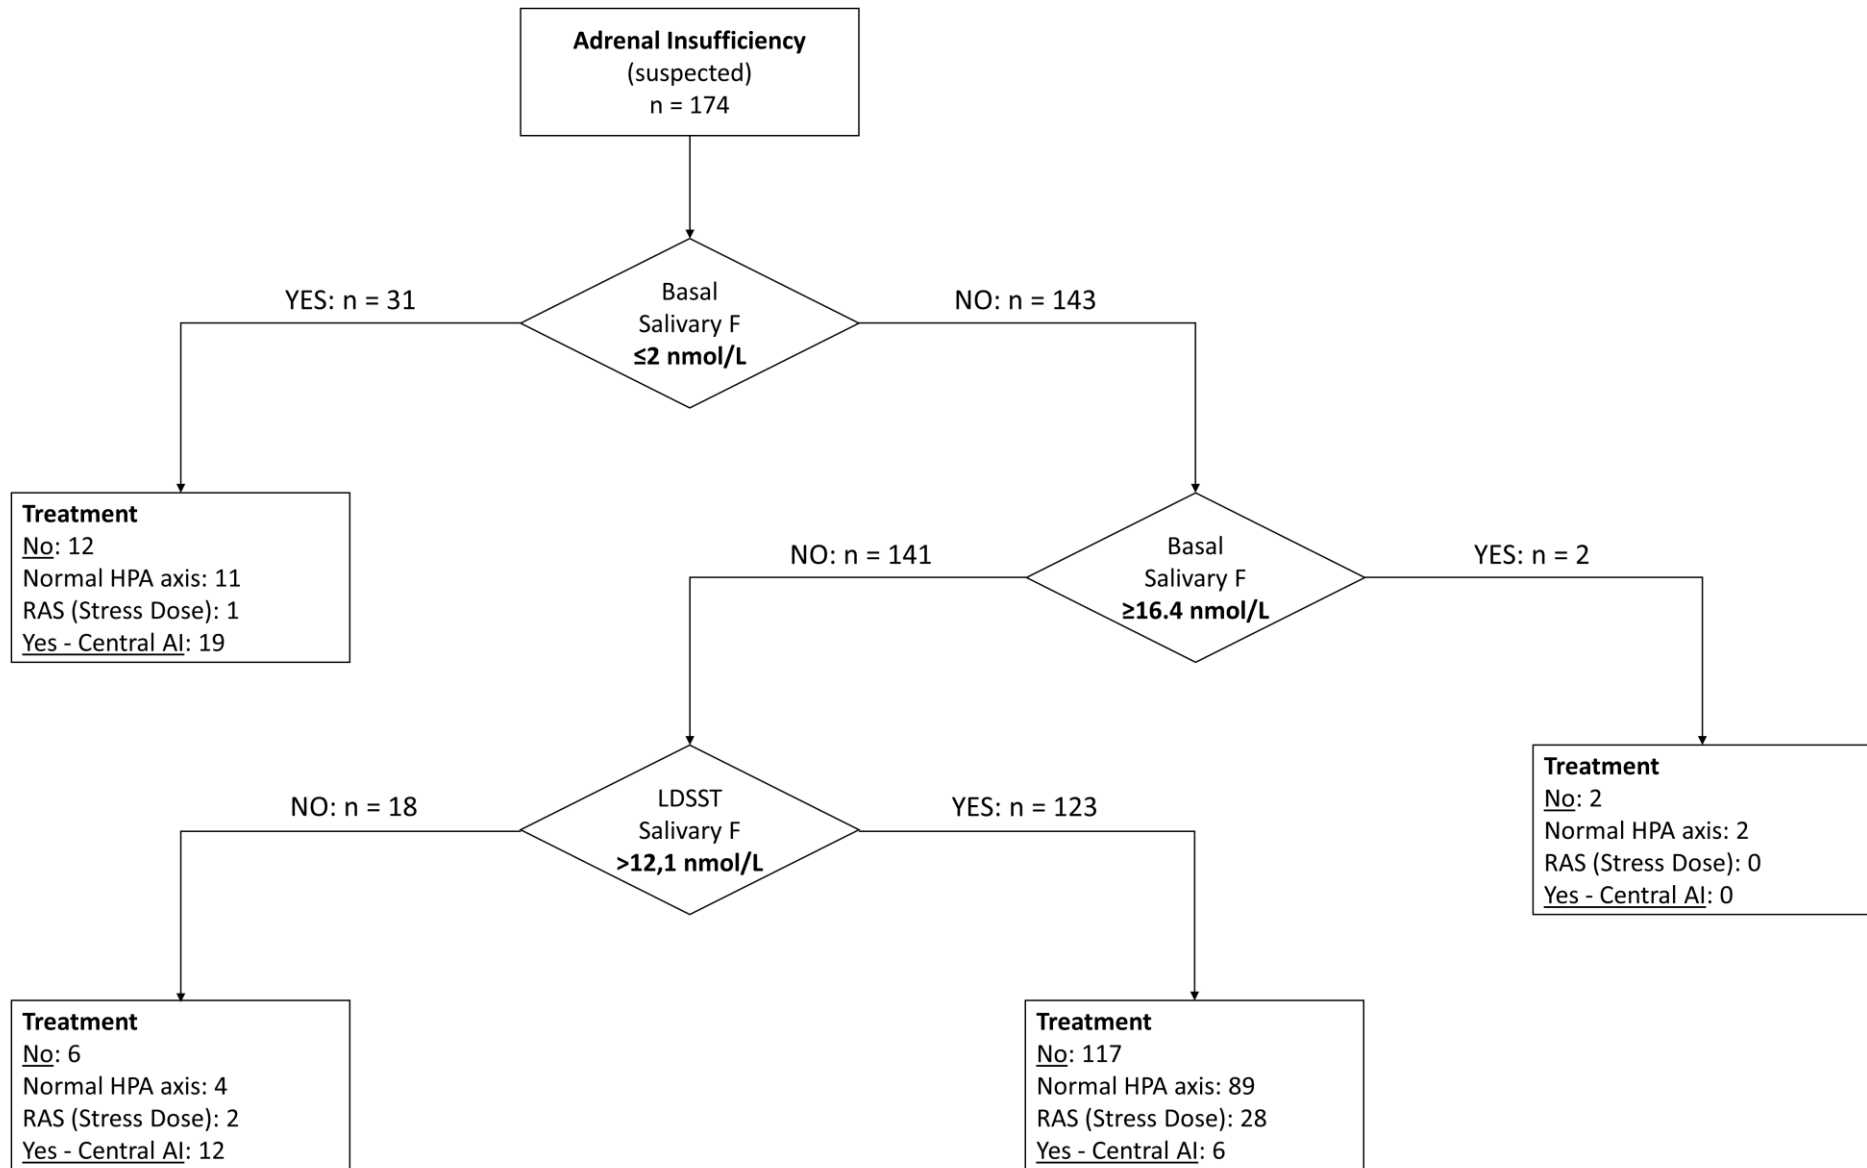 Adrenal Insufficiency
(suspected)
n = 174
YES: n = 31
Basal
Salivary F
≤2 nmol/L
NO: n = 143
Treatment
No: 12
Normal HPA axis: 11
RAS (Stress Dose): 1
Yes - Central AI: 19
NO: n = 141
Basal
Salivary F
≥16.4 nmol/L
YES: n = 2
Treatment
No: 2
Normal HPA axis: 2
RAS (Stress Dose): 0
Yes - Central AI: 0
NO: n = 18
LDSST
Salivary F
>12,1 nmol/L
YES: n = 123
Treatment
No: 6
Normal HPA axis: 4
RAS (Stress Dose): 2
Yes - Central AI: 12
Treatment
No: 117
Normal HPA axis: 89
RAS (Stress Dose): 28
Yes - Central AI: 6